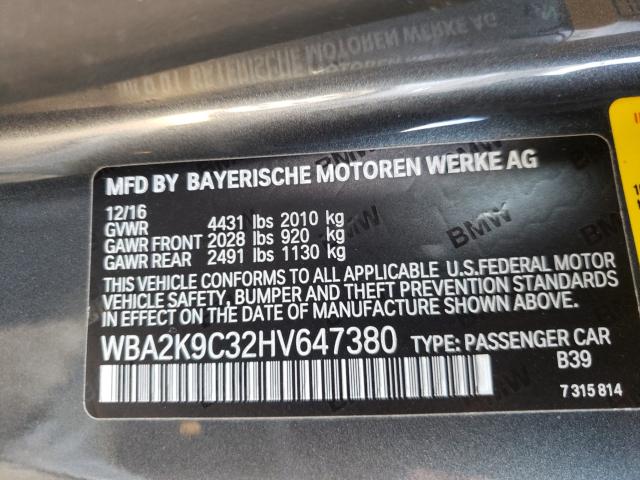 MFD BY BAYERISCHE MOTOREN WERKE AG
12/16
GVWR 4431 lbs 2010 kg
GAWR FRONT 2028 lbs 920 kg
GAWR REAR 2491 lbs 1130 kg
THIS VEHICLE CONFORMS TO ALL APPLICABLE U.S.FEDERAL MOTOR
VEHICLE SAFETY, BUMPER AND THEFT PREVENTION STANDARDS
IN EFFECT ON THE DATE OF MANUFACTURE SHOWN ABOVE.
WBA2K9C32HV647380 TYPE: PASSENGER CAR
B39
7 315 814